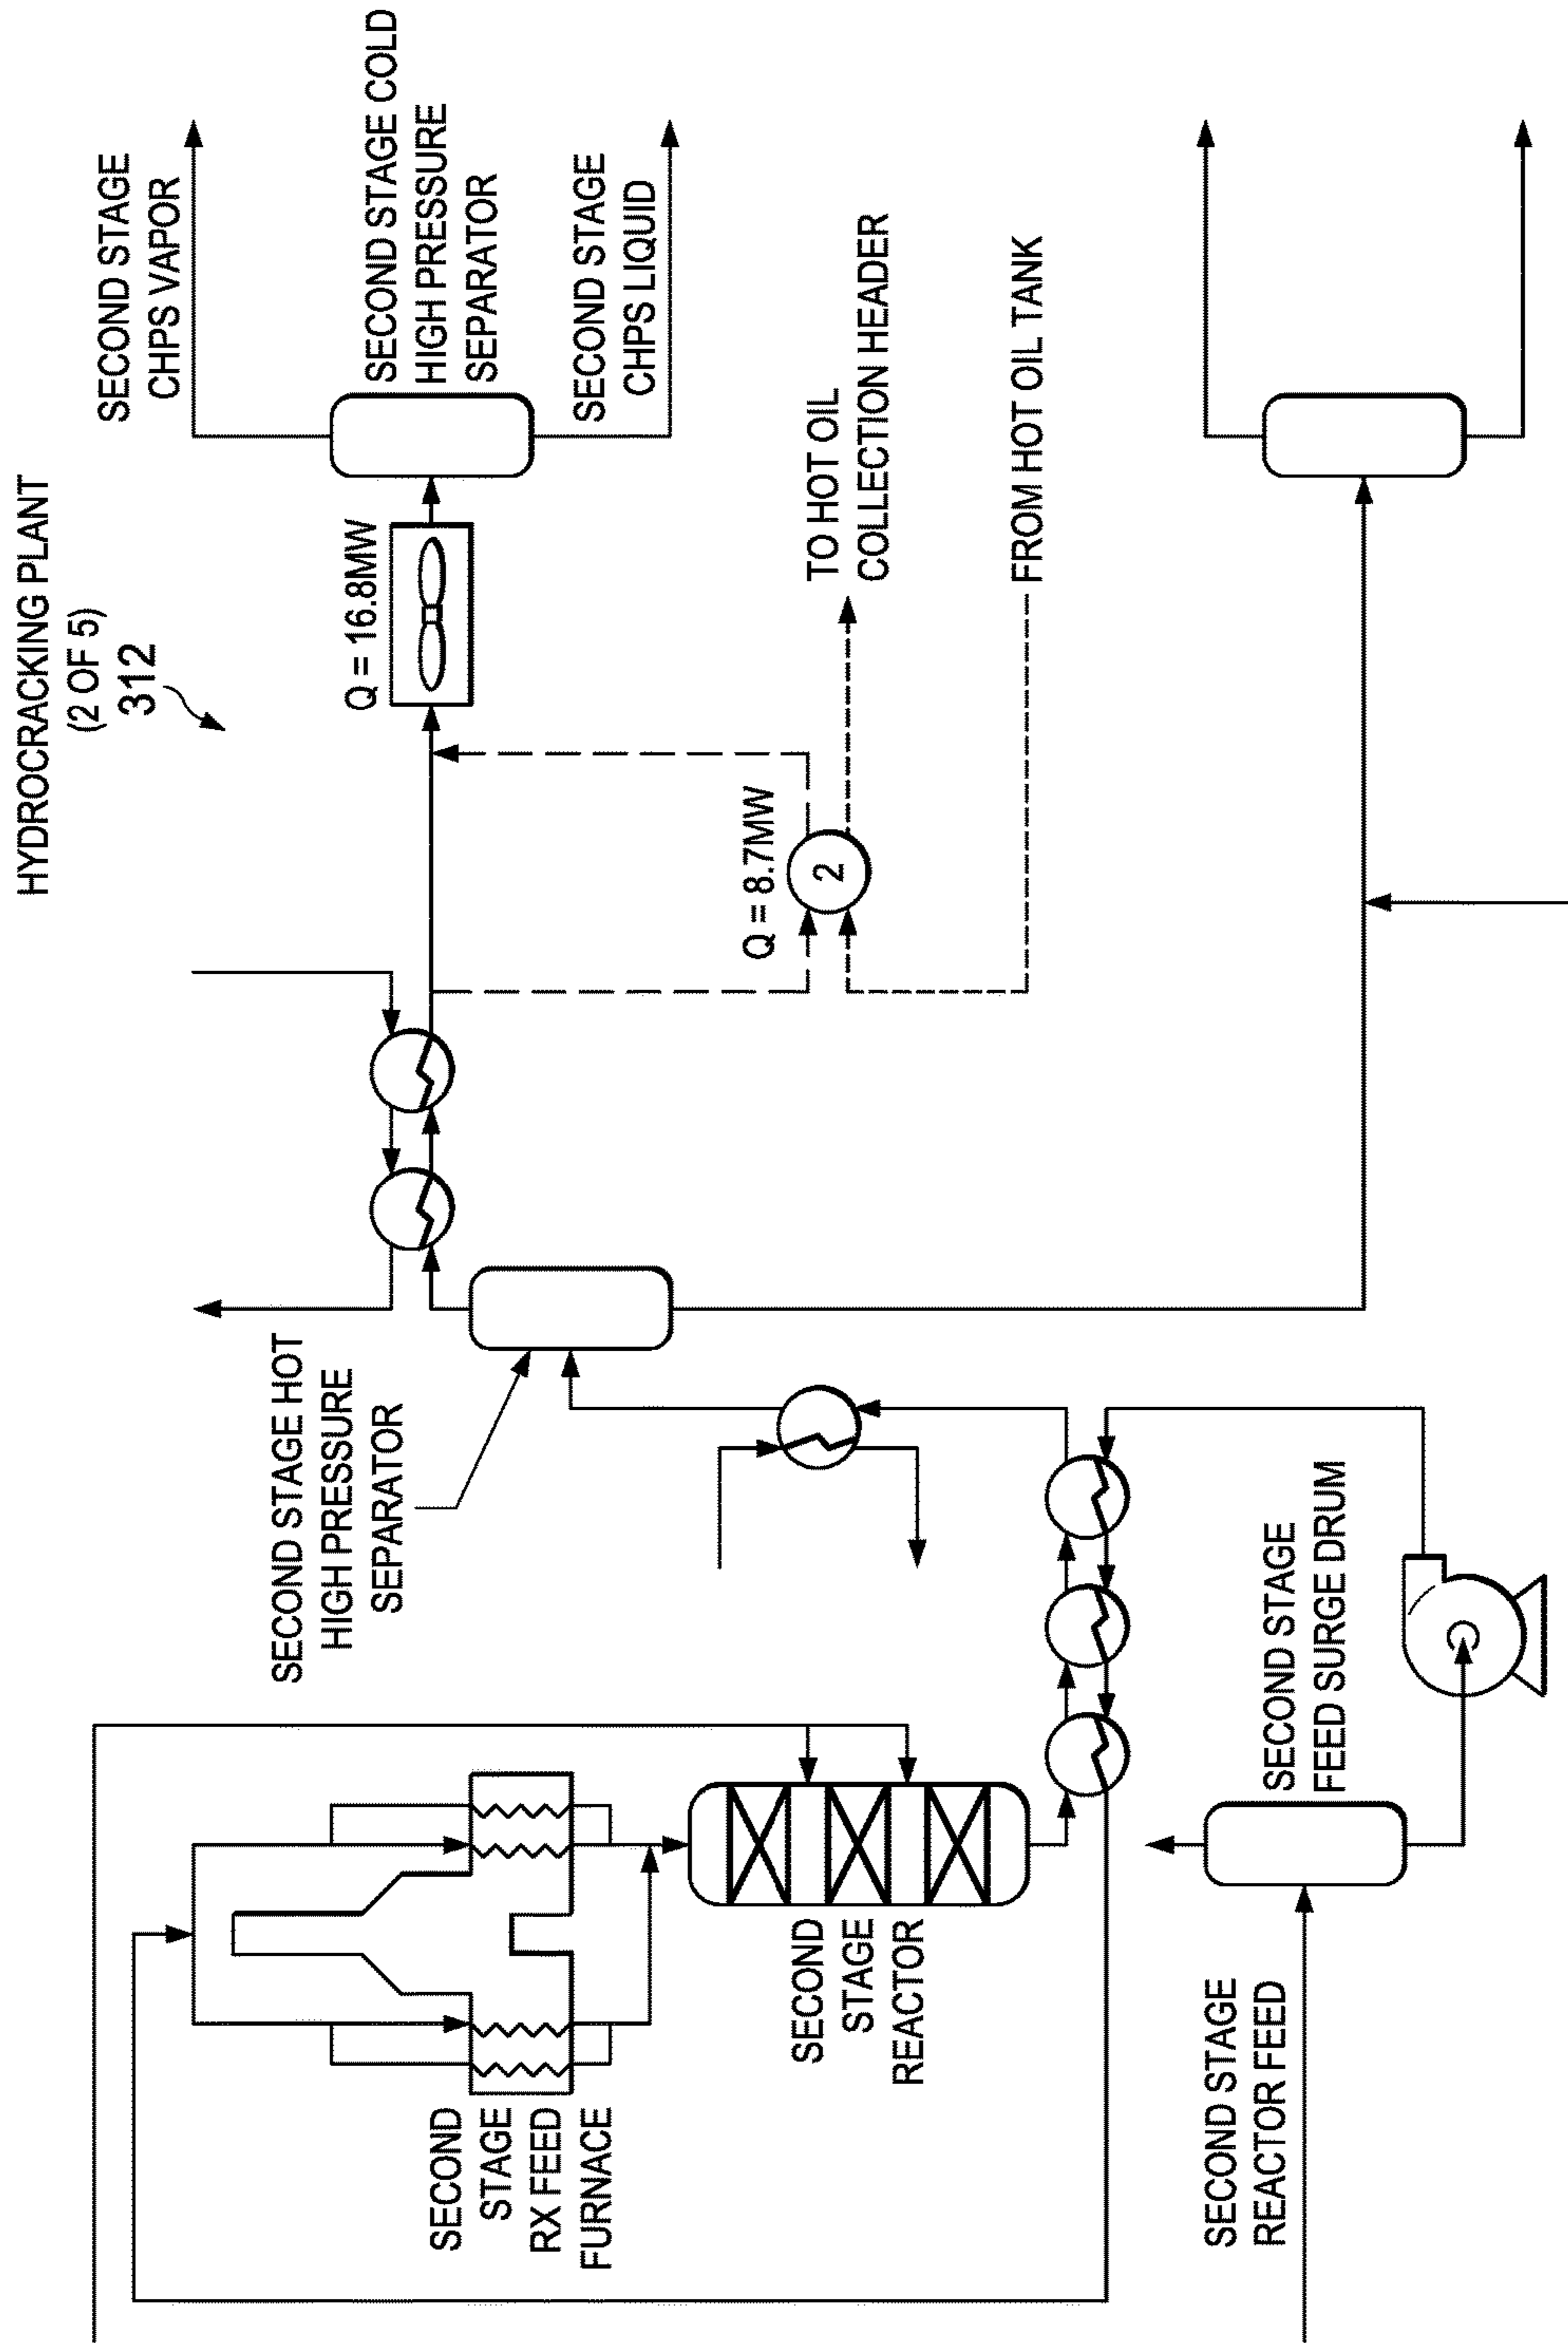 HYDROCRACKING PLANT
(2 OF 5)
312
SECOND STAGE
CHPS VAPOR
SECOND STAGE COLD
HIGH PRESSURE
SEPARATOR
SECOND STAGE
CHPS LIQUID
Q = 16.8MW
Q = 8.7MW
2
TO HOT OIL
COLLECTION HEADER
FROM HOT OIL TANK
SECOND STAGE HOT
HIGH PRESSURE
SEPARATOR
SECOND
STAGE
RX FEED
FURNACE
SECOND
STAGE
REACTOR
SECOND STAGE
FEED SURGE DRUM
SECOND STAGE
REACTOR FEED